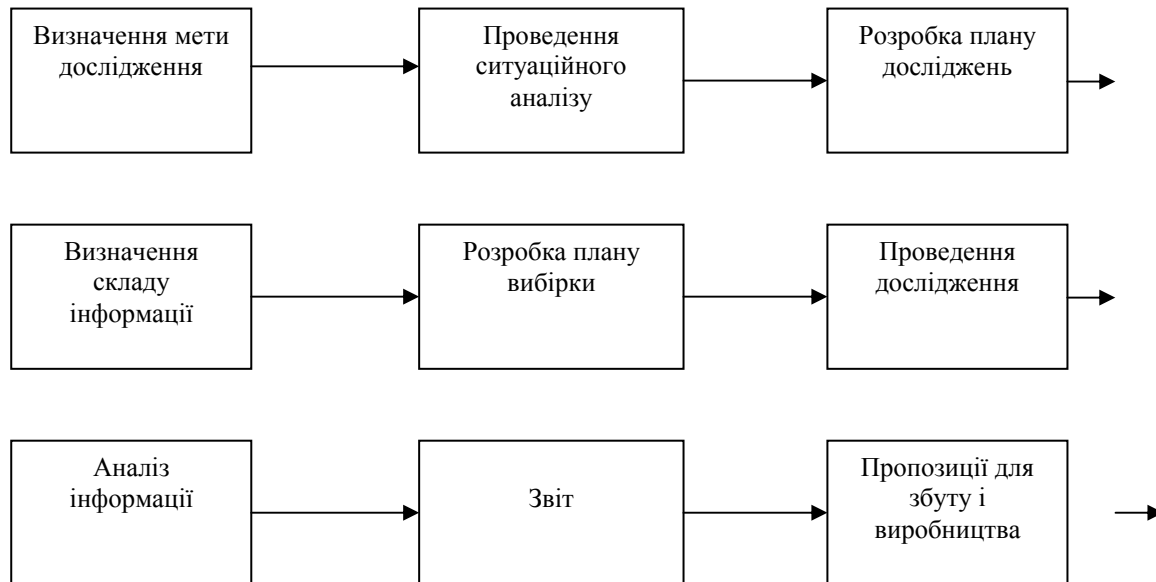 Визначення мети
дослідження
Проведення
ситуаційного
аналізу
Розробка плану
досліджень
Визначення
складу
інформації
Розробка плану
вибірки
Проведення
дослідження
Аналіз
інформації
Звіт
Пропозиції для
збуту і
виробництва